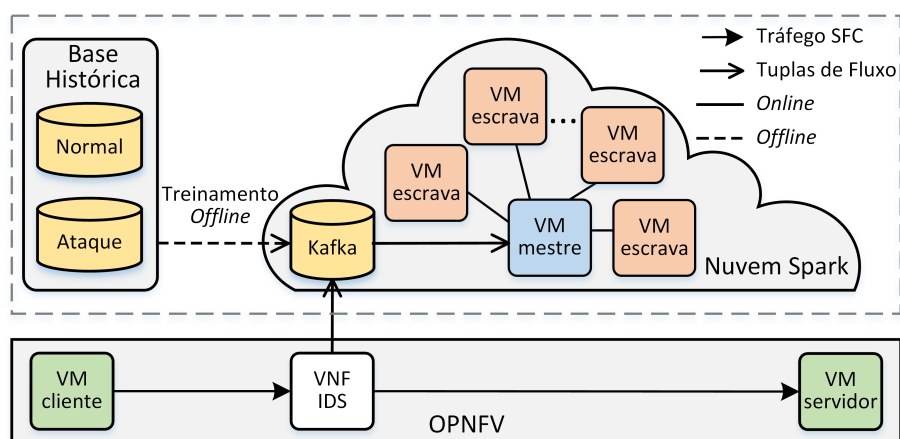 Base
Histórica
Normal
Ataque
Treinamento
Offline
Kafka
VM
escrava
VM
escrava
...
VM
escrava
VM
mestre
VM
escrava
Nuvem Spark
Tráfego SFC
Tuplas de Fluxo
Online
Offline
VM
cliente
VNF
IDS
VM
servidor
OPNFV